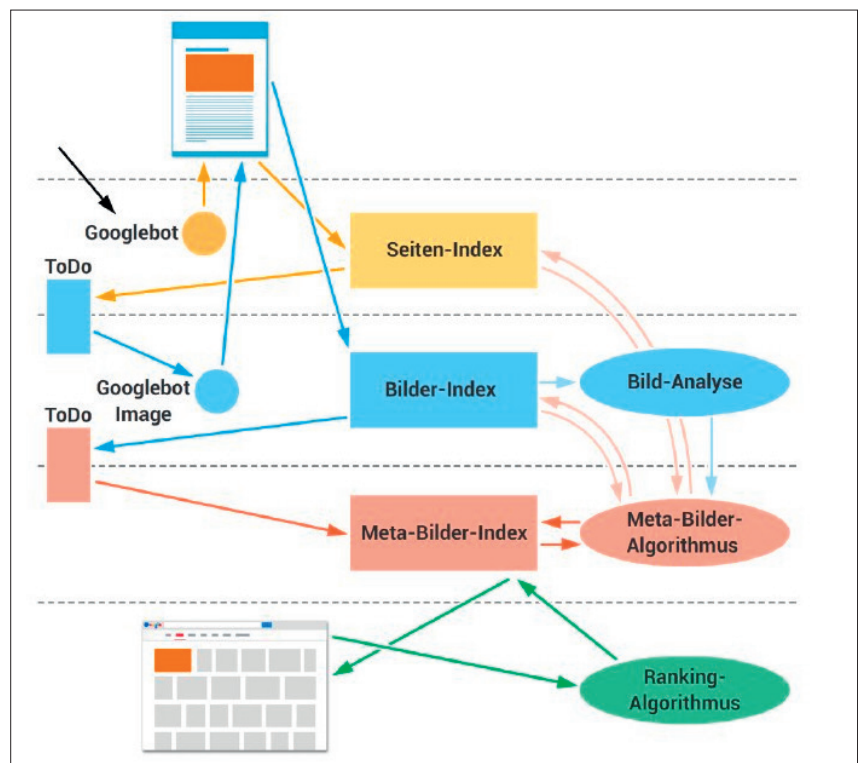 Googlebot
Seiten-Index
ToDo
Googlebot
Image
Bilder-Index
Bild-Analyse
ToDo
Meta-Bilder-Index
Meta-Bilder-
Algorithmus
Google
Ranking-
Algorithmus